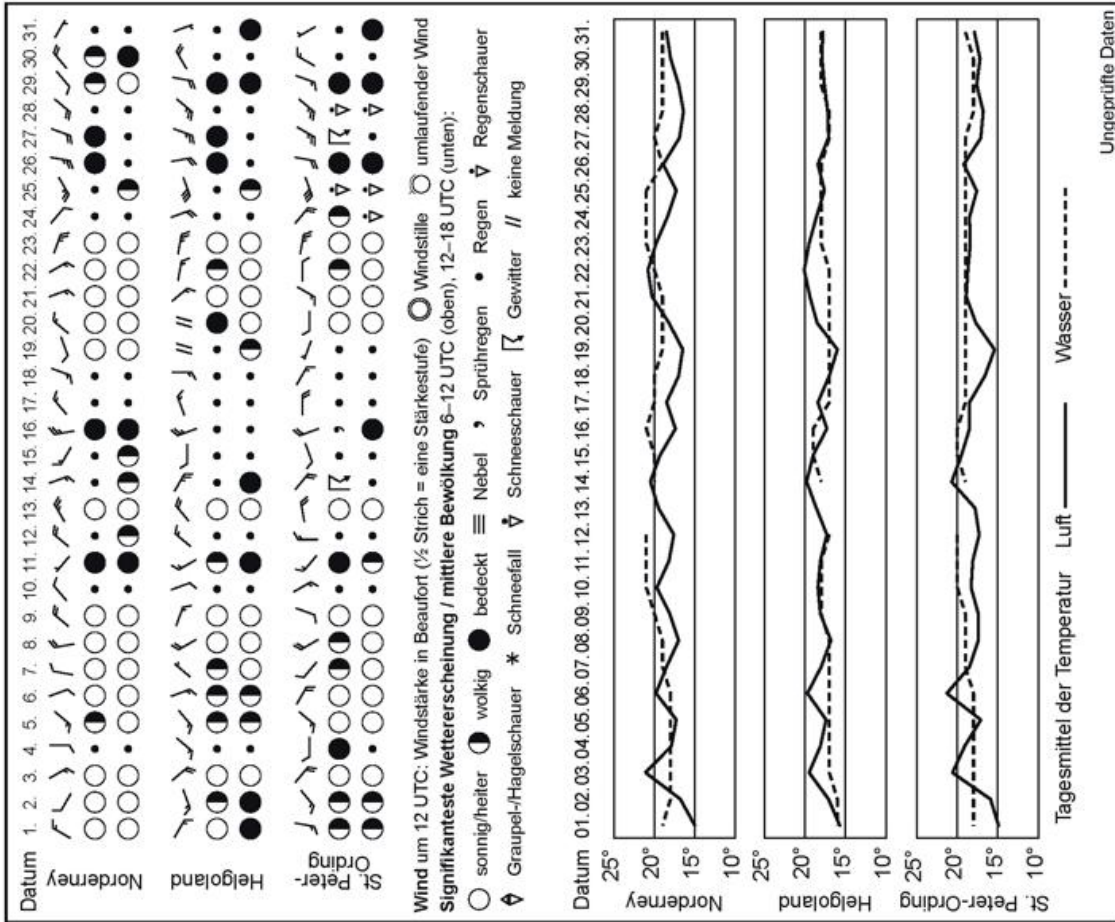 Datum 1. 2. 3. 4. 5. 6. 7. 8. 9. 10. 11. 12. 13. 14. 15. 16. 17. 18. 19. 20. 21. 22. 23. 24. 25. 26. 27. 28. 29. 30. 31.
Norderney
Helgoland
St. Peter-
Ording
Wind um 12 UTC: Windstärke in Beaufort (½ Strich = eine Stärkestufe) Windstille umlaufender Wind
Signifikanteste Wettererscheinung / mittlere Bewölkung 6–12 UTC (oben), 12–18 UTC (unten):
sonnig/heiter wolkig bedeckt Nebel Sprühregen Regen Regenschauer
Graupel-/Hagelschauer Schneefall Schneeschauer Gewitter keine Meldung
Datum 01. 02. 03. 04. 05. 06. 07. 08. 09. 10. 11. 12. 13. 14. 15. 16. 17. 18. 19. 20. 21. 22. 23. 24. 25. 26. 27. 28. 29. 30. 31.
25°
20°
15°
10°
Norderney
20°
15°
10°
Helgoland
20°
15°
10°
St. Peter-Ording
Tagesmittel der Temperatur Luft Wasser
Ungeprüfte Daten